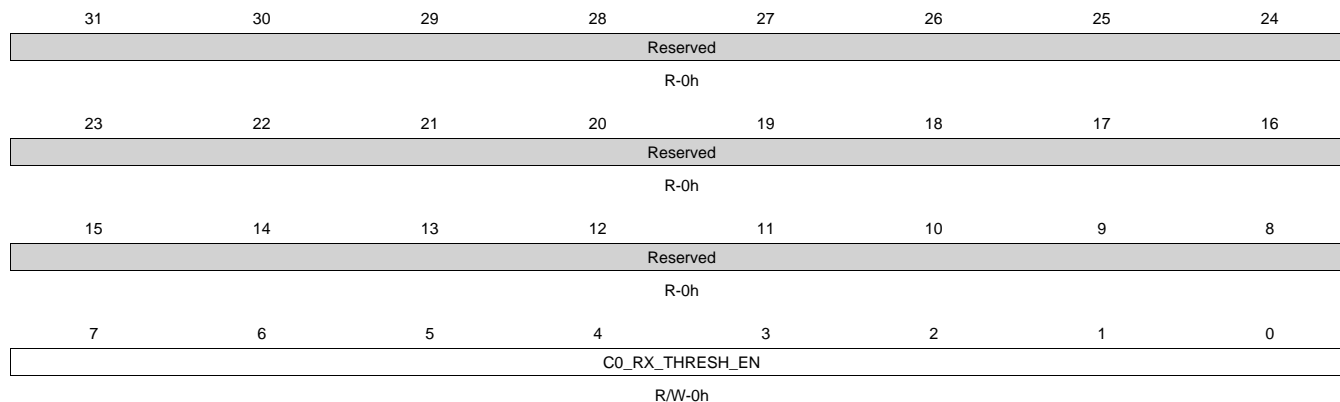 31 30 29 28 27 26 25 24
Reserved
R-0h
23 22 21 20 19 18 17 16
Reserved
R-0h
15 14 13 12 11 10 9 8
Reserved
R-0h
7 6 5 4 3 2 1 0
C0_RX_THRESH_EN
R/W-0h